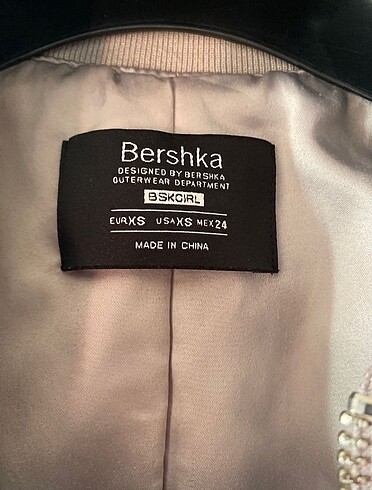 Bershka
DESIGNED BY BERSHKA
OUTERWEAR DEPARTMENT
BSKGIRL
EUR XS USA XS MEX 24
MADE IN CHINA